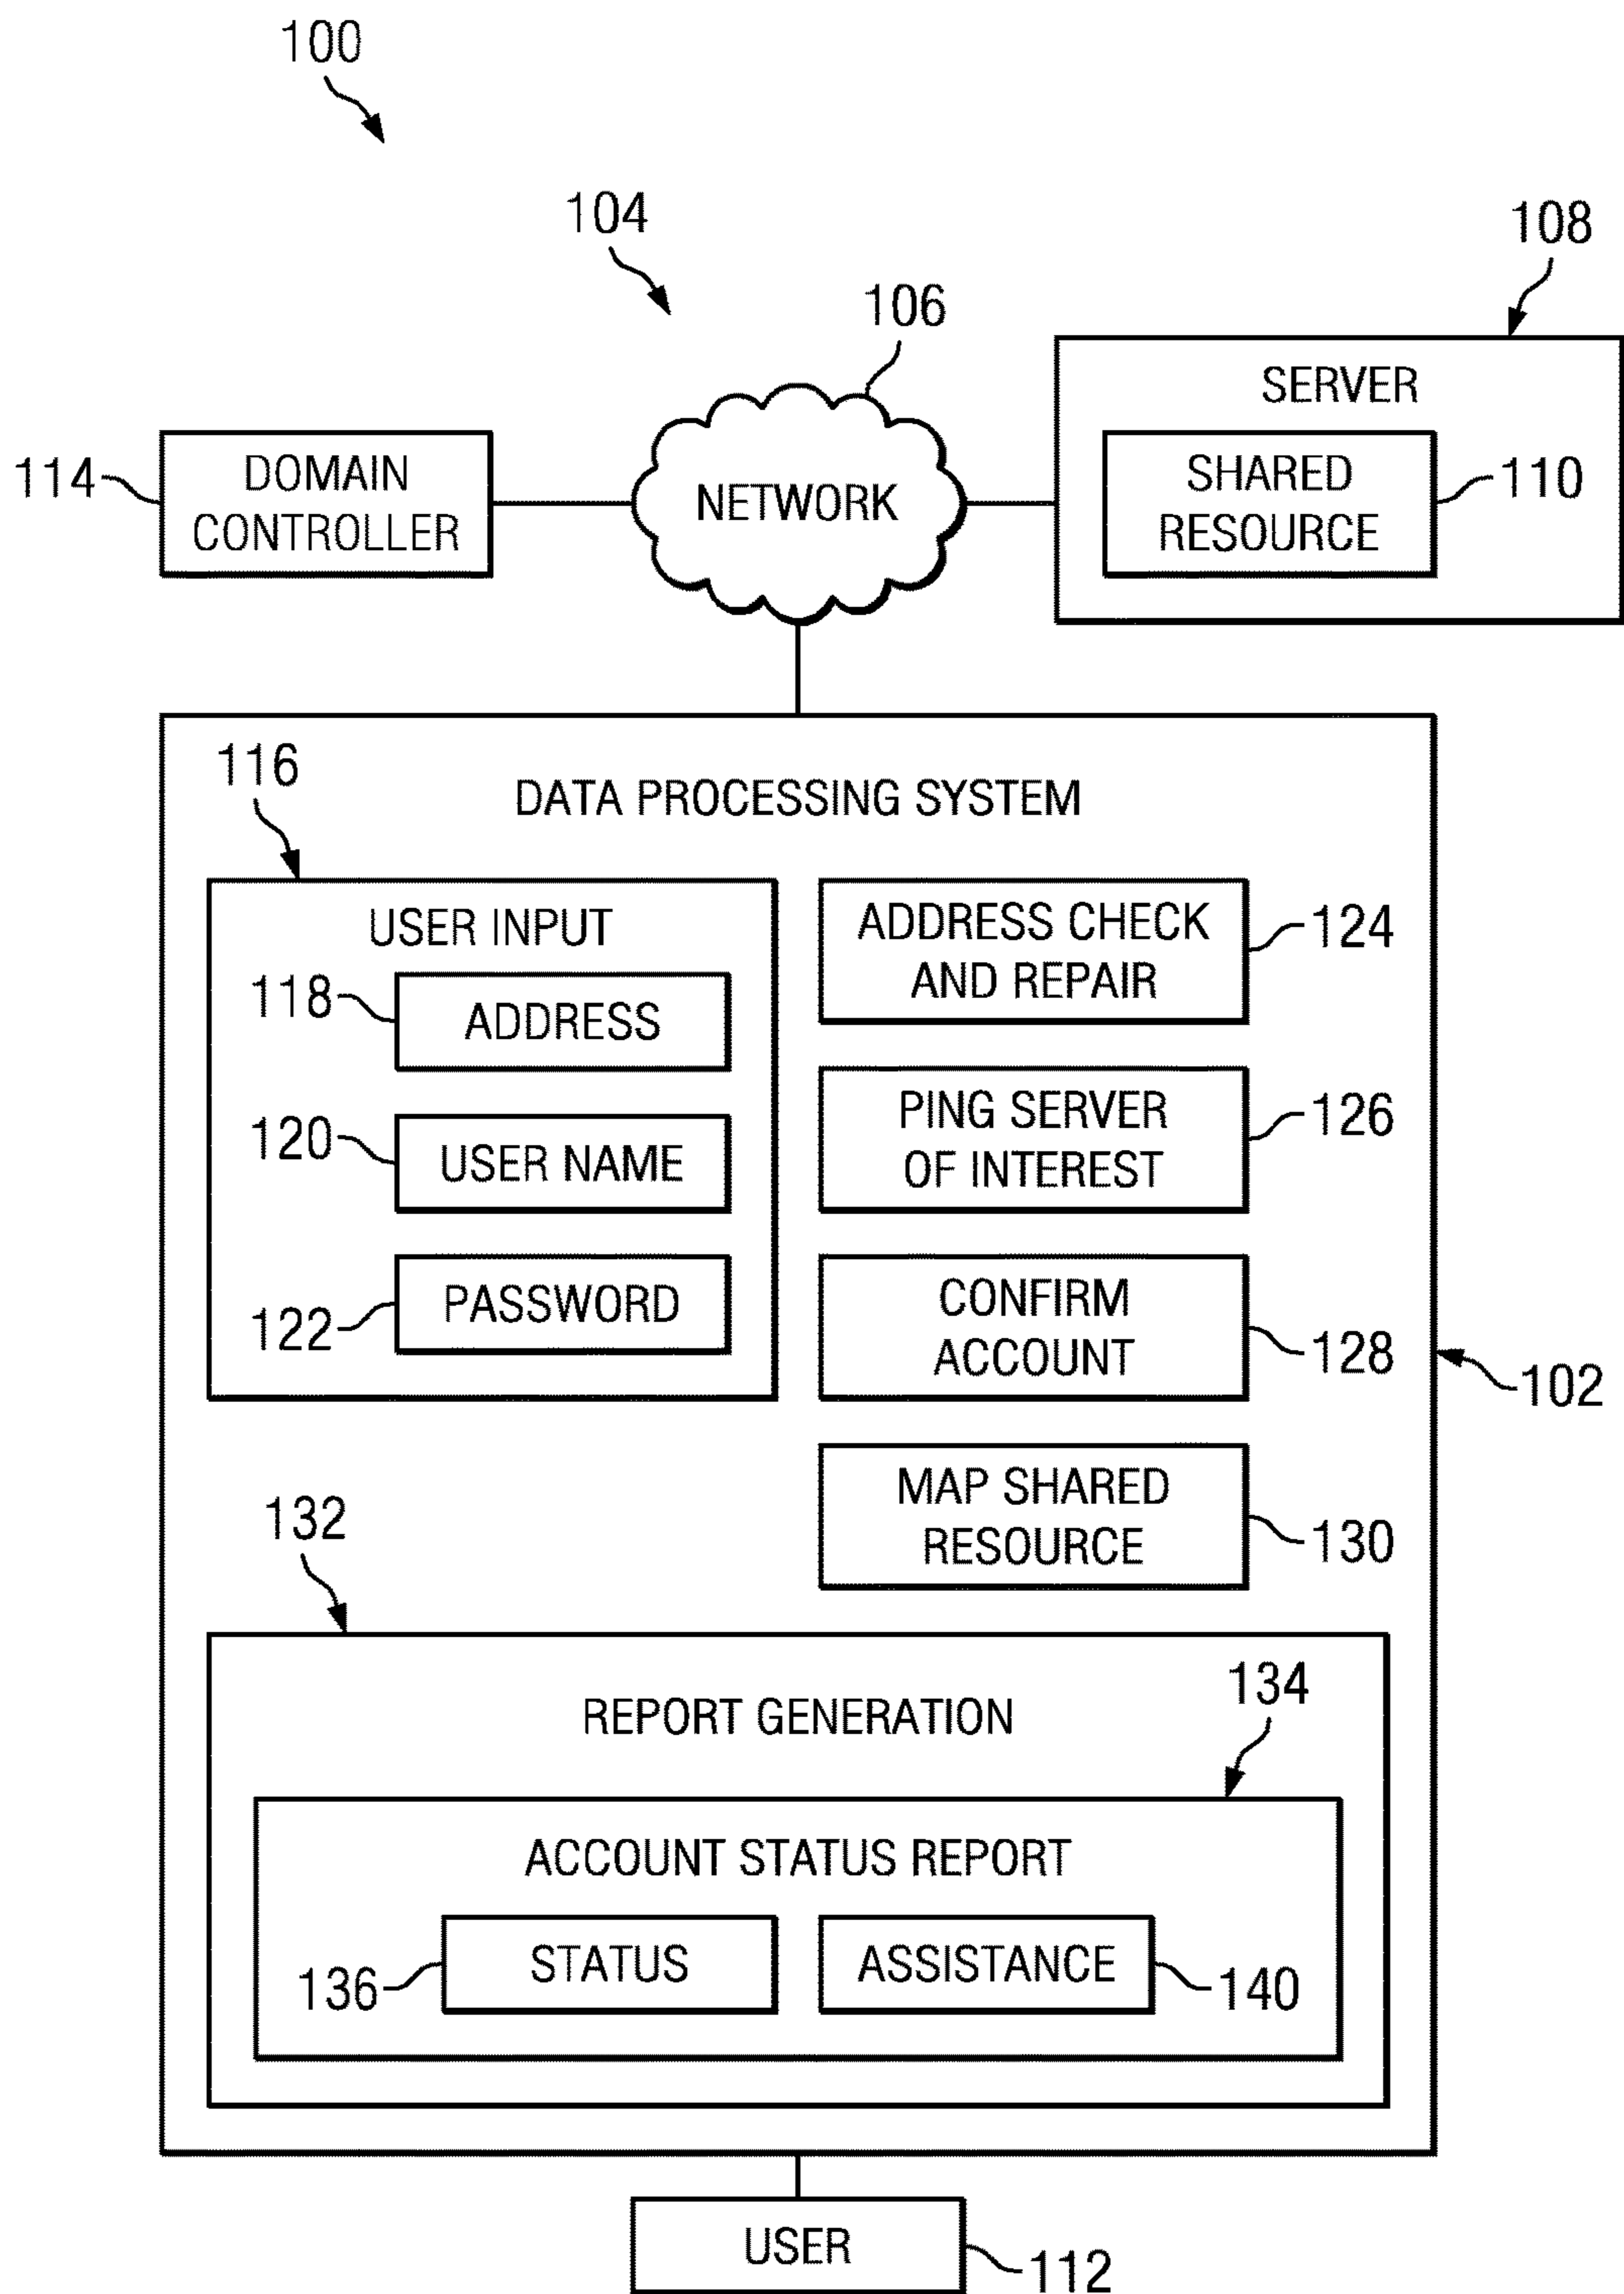 100
104
108
106
SERVER
114
DOMAIN
CONTROLLER
NETWORK
SHARED
RESOURCE
110
116
DATA PROCESSING SYSTEM
USER INPUT
118
ADDRESS
120
USER NAME
122
PASSWORD
ADDRESS CHECK
AND REPAIR
124
PING SERVER
OF INTEREST
126
CONFIRM
ACCOUNT
128
102
MAP SHARED
RESOURCE
130
132
REPORT GENERATION
134
ACCOUNT STATUS REPORT
136
STATUS
ASSISTANCE
140
USER
112